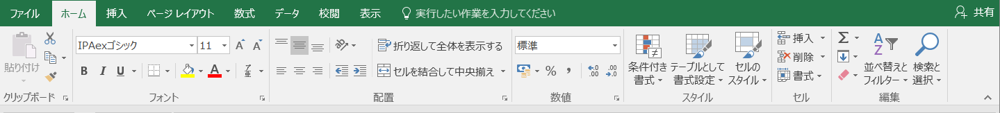 ファイル ホーム 挿入 ページ レイアウト 数式 データ 校閲 表示 実行したい作業を入力してください 共有
貼り付け
クリップボード
IPAexゴシック 11 A A
B I U A 亜
フォント
折り返して全体を表示する
セルを結合して中央揃え
配置
標準
% , .0 .00 .00 .0
数値
条件付き
書式
テーブルとして
書式設定
セルの
スタイル
スタイル
挿入
削除
書式
セル
Σ
A
Z
並べ替えと
フィルター
検索と
選択
編集